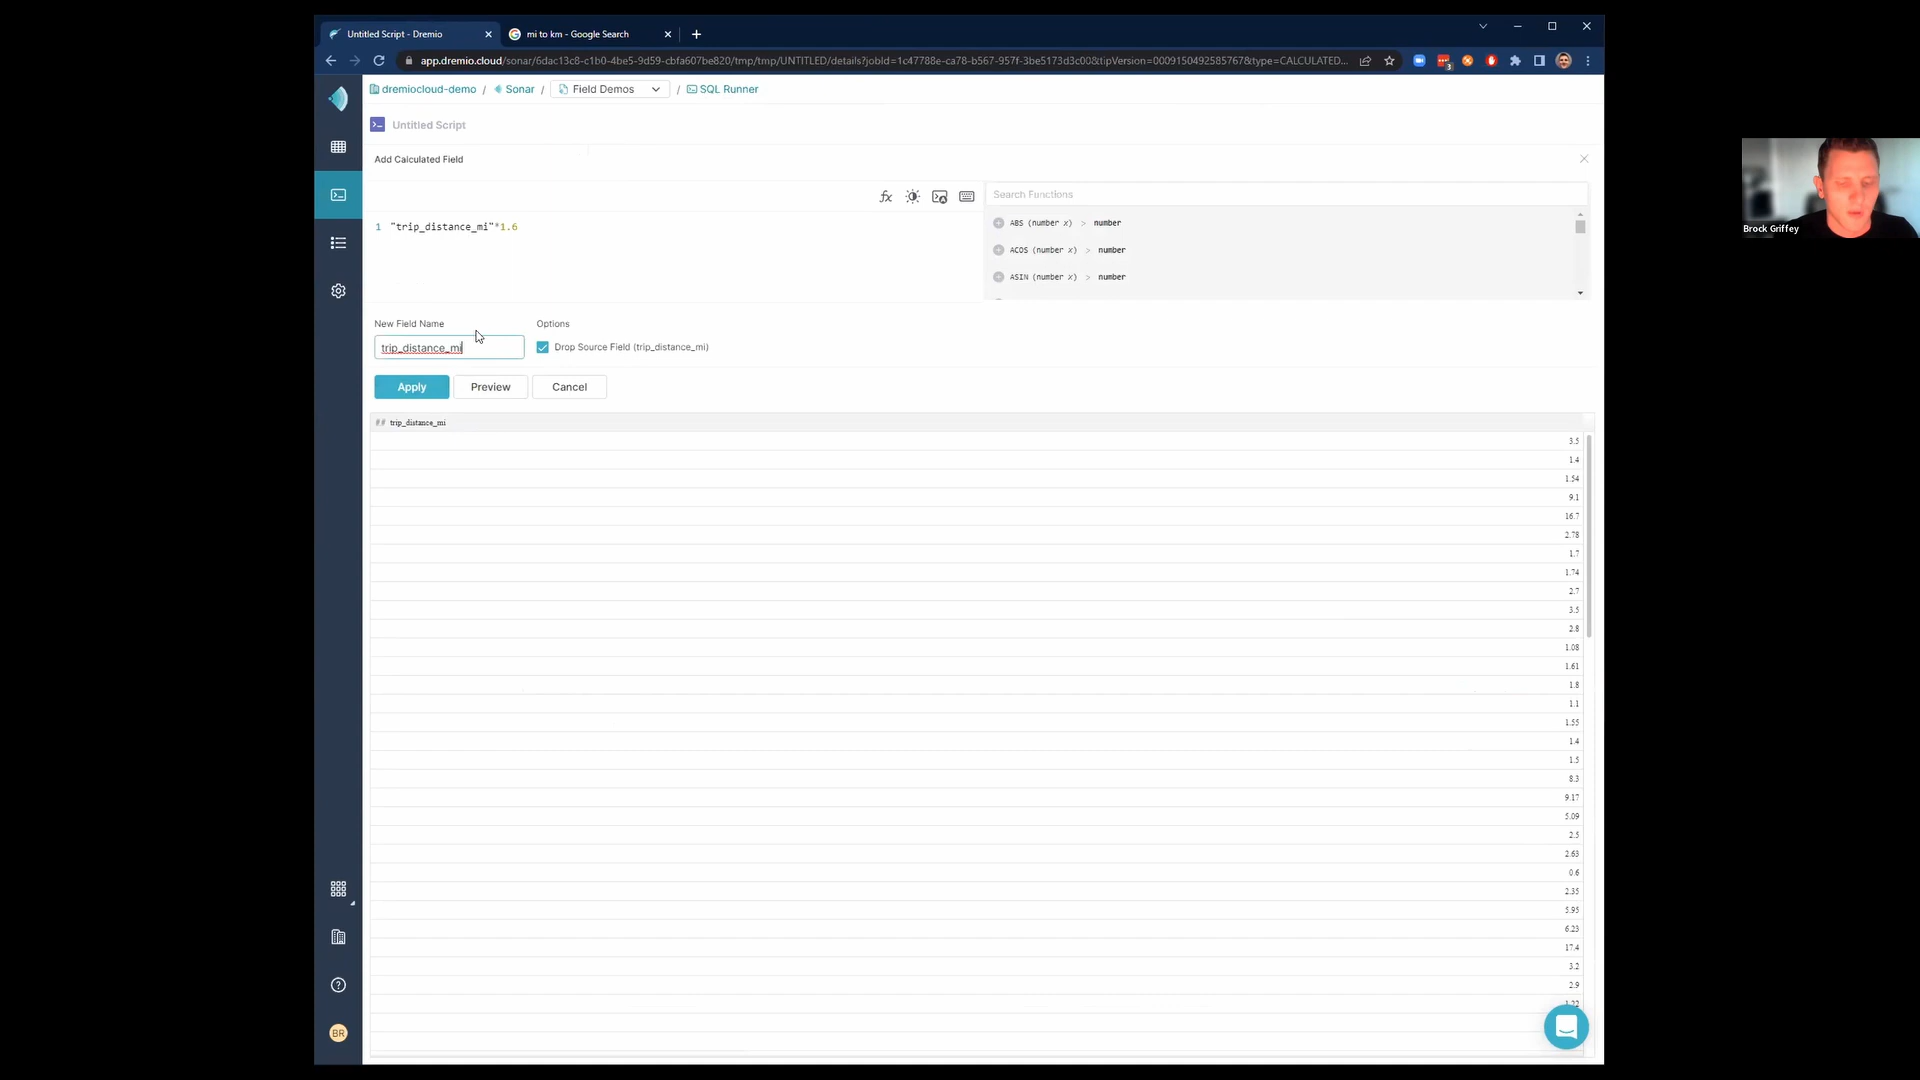 Untitled Script - Dremio
mi to km - Google Search
app.dremio.cloud/sonar/6dac13c8-c1b0-4be5-9d59-cbfa607be820/tmp/tmp/UNTITLED/details?jobId=1c47788e-ca78-b567-957f-3be5173d3c00&tipVersion=0009150492585767&type=CALCULATED...
3
dremiocloud-demo / Sonar / Field Demos / SQL Runner
Untitled Script
Add Calculated Field
fx
Search Functions
1 "trip_distance_mi"*1.6
ABS (number x) > number
ACOS (number x) > number
ASIN (number x) > number
New Field Name
Options
trip_distance_mi
Drop Source Field (trip_distance_mi)
Apply
Preview
Cancel
## trip_distance_mi
3.5
1.4
1.54
9.1
16.7
2.78
1.7
1.74
2.7
3.5
2.8
1.08
1.61
1.8
1.1
1.55
1.4
1.5
8.3
9.17
5.09
2.5
2.63
0.6
2.35
5.95
6.23
17.4
3.2
2.9
BR
Brock Griffey